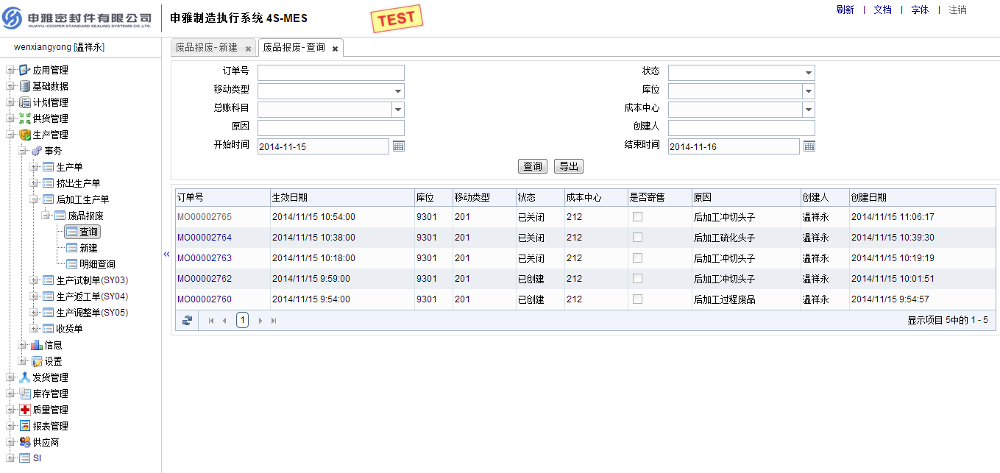 申雅密封件有限公司
HUAYU-COOPER STANDARD SEALING SYSTEMS CO.,LTD.
申雅制造执行系统 4S-MES
TEST
刷新 | 文档 | 字体 | 注销
wenxiangyong [温祥永]
应用管理
基础数据
计划管理
供货管理
生产管理
事务
生产单
挤出生产单
后加工生产单
废品报废
查询
新建
明细查询
生产试制单(SY03)
生产返工单(SY04)
生产调整单(SY05)
收货单
信息
设置
发货管理
库存管理
质量管理
报表管理
供应商
SI
«
废品报废-新建 × 废品报废-查询 ×
订单号 状态
移动类型 库位
总账科目 成本中心
原因 创建人
开始时间 2014-11-15 结束时间 2014-11-16
查询 导出
订单号 生效日期 库位 移动类型 状态 成本中心 是否寄售 原因 创建人 创建日期
MO00002765 2014/11/15 10:54:00 9301 201 已关闭 212 后加工冲切头子 温祥永 2014/11/15 11:06:17
MO00002764 2014/11/15 10:38:00 9301 201 已关闭 212 后加工硫化头子 温祥永 2014/11/15 10:39:30
MO00002763 2014/11/15 10:18:00 9301 201 已关闭 212 后加工冲切头子 温祥永 2014/11/15 10:19:19
MO00002762 2014/11/15 9:59:00 9301 201 已创建 212 后加工冲切头子 温祥永 2014/11/15 10:01:51
MO00002760 2014/11/15 9:54:00 9301 201 已创建 212 后加工过程废品 温祥永 2014/11/15 9:54:57
1 显示项目 5中的 1 - 5